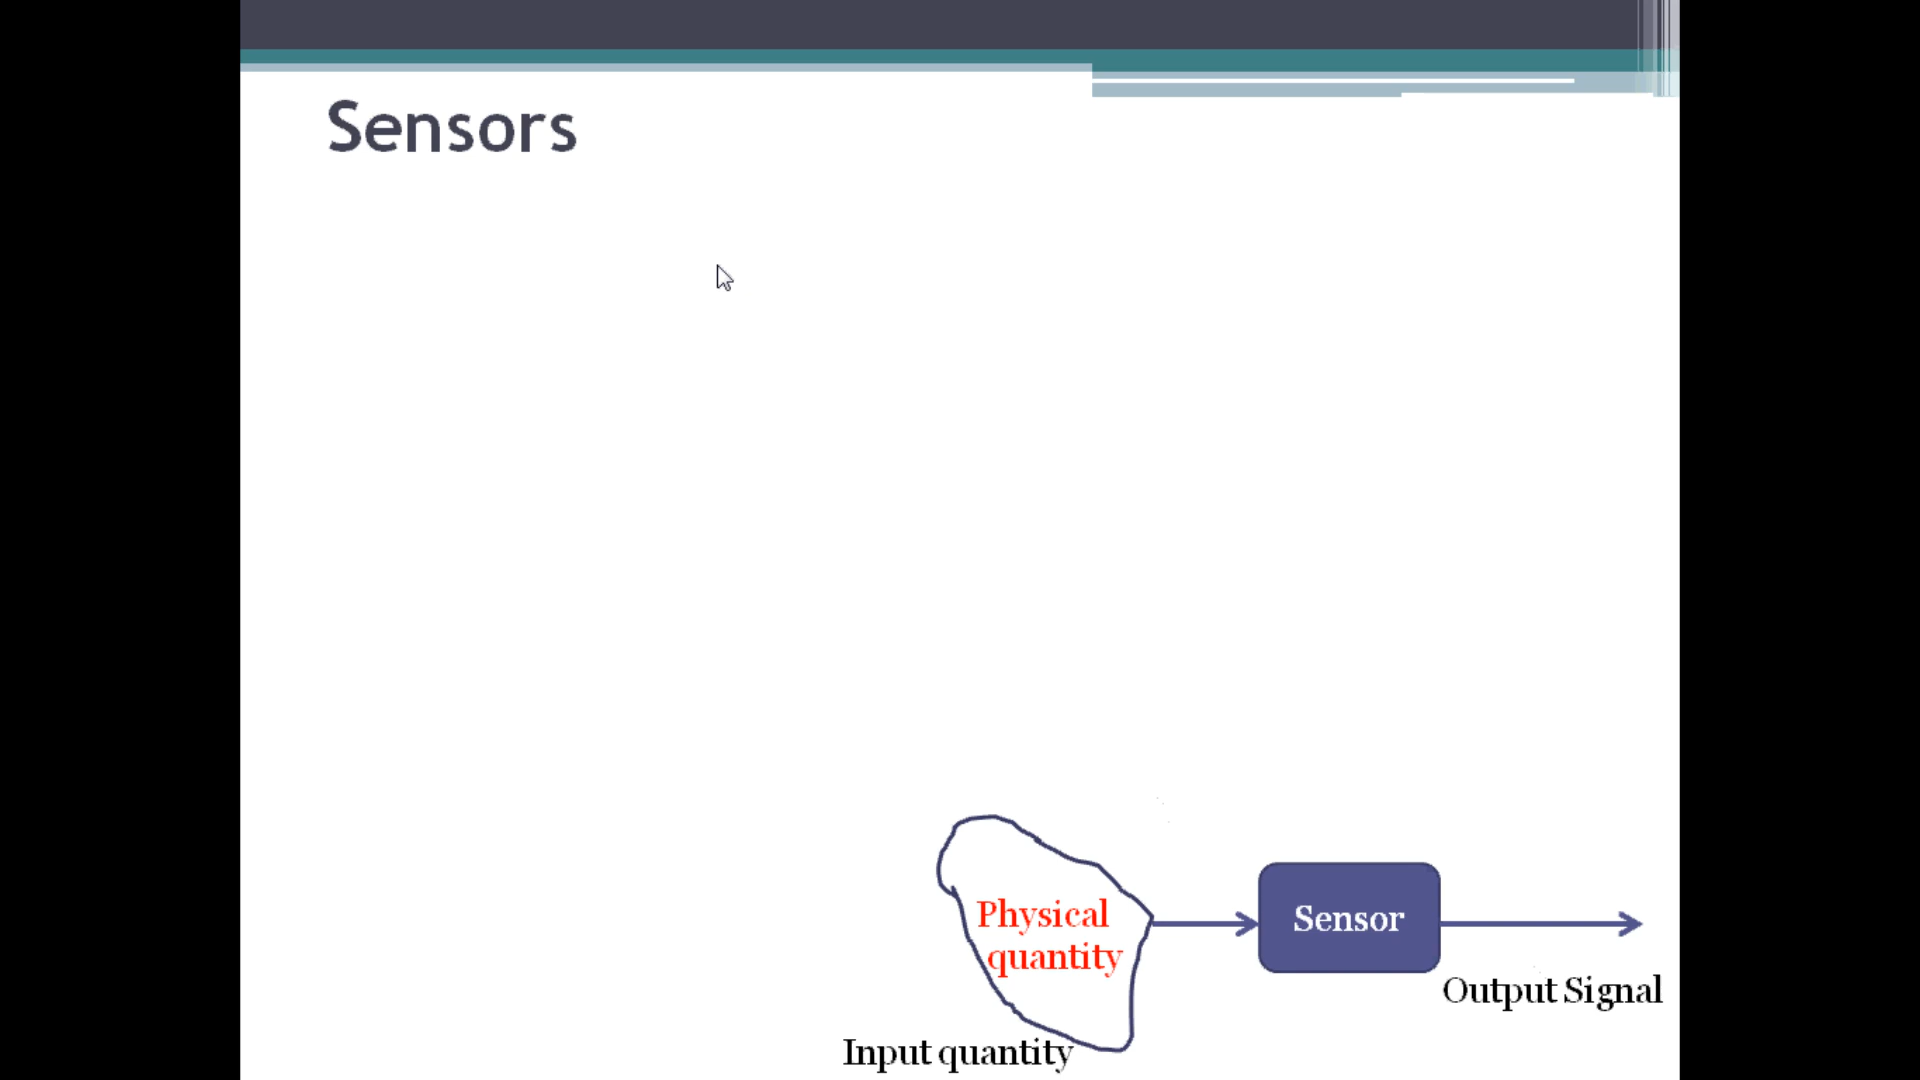 Sensors
Physical
quantity
Sensor
Output Signal
Input quantity